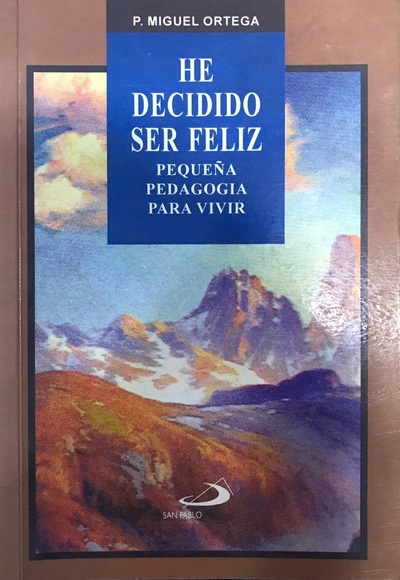 P. MIGUEL ORTEGA
HE
DECIDIDO
SER FELIZ
PEQUEÑA
PEDAGOGIA
PARA VIVIR
SAN PABLO